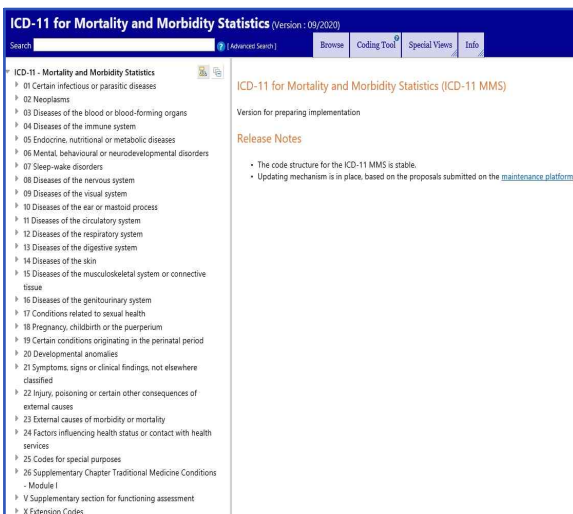 ICD-11 for Mortality and Morbidity Statistics (Version : 09/2020)
Search ? [ Advanced Search ] Browse Coding Tool ? Special Views Info
ICD-11 - Mortality and Morbidity Statistics
01 Certain infectious or parasitic diseases
02 Neoplasms
03 Diseases of the blood or blood-forming organs
04 Diseases of the immune system
05 Endocrine, nutritional or metabolic diseases
06 Mental, behavioural or neurodevelopmental disorders
07 Sleep-wake disorders
08 Diseases of the nervous system
09 Diseases of the visual system
10 Diseases of the ear or mastoid process
11 Diseases of the circulatory system
12 Diseases of the respiratory system
13 Diseases of the digestive system
14 Diseases of the skin
15 Diseases of the musculoskeletal system or connective
tissue
16 Diseases of the genitourinary system
17 Conditions related to sexual health
18 Pregnancy, childbirth or the puerperium
19 Certain conditions originating in the perinatal period
20 Developmental anomalies
21 Symptoms, signs or clinical findings, not elsewhere
classified
22 Injury, poisoning or certain other consequences of
external causes
23 External causes of morbidity or mortality
24 Factors influencing health status or contact with health
services
25 Codes for special purposes
26 Supplementary Chapter Traditional Medicine Conditions
- Module I
V Supplementary section for functioning assessment
X Extension Codes
ICD-11 for Mortality and Morbidity Statistics (ICD-11 MMS)
Version for preparing implementation
Release Notes
• The code structure for the ICD-11 MMS is stable.
• Updating mechanism is in place, based on the proposals submitted on the maintenance platform